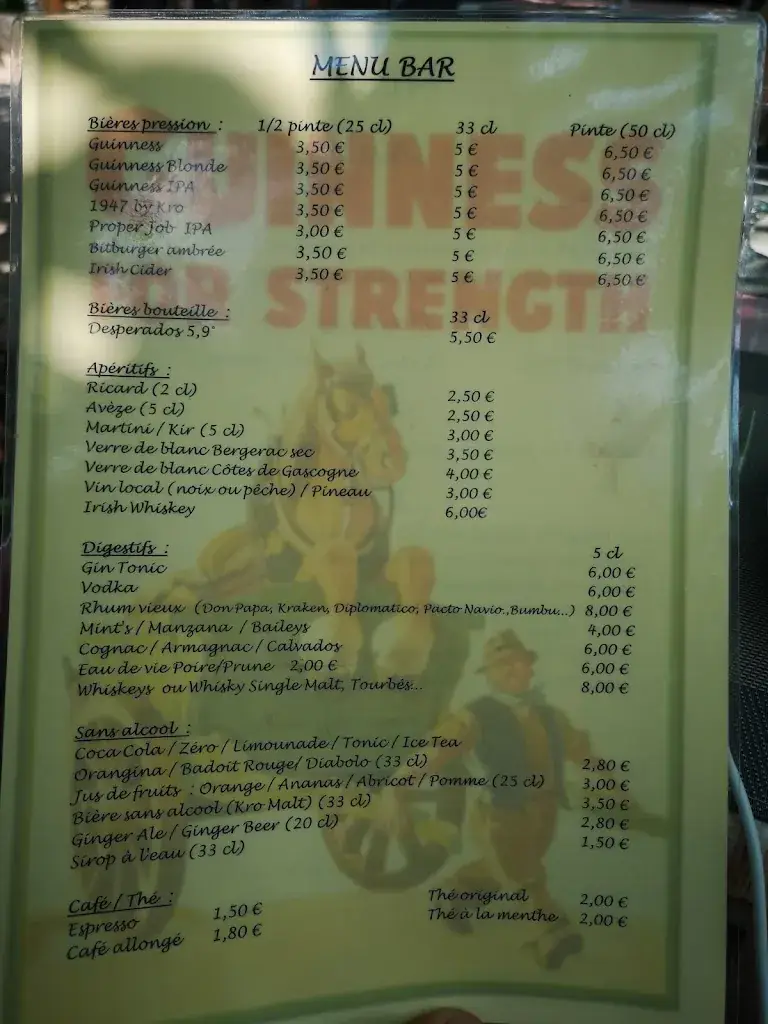 MENU BAR
Bières pression : 1/2 pinte (25 cl) 33 cl Pinte (50 cl)
Guinness 3,50 € 5 € 6,50 €
Guinness Blonde 3,50 € 5 € 6,50 €
Guinness IPA 3,50 € 5 € 6,50 €
1947 by Kro 3,50 € 5 € 6,50 €
Proper Job IPA 3,00 € 5 € 6,50 €
Bitburger ambrée 3,50 € 5 € 6,50 €
Irish Cider 3,50 € 5 € 6,50 €
Bières bouteille : 33 cl
Desperados 5,9° 5,50 €
Apéritifs :
Ricard (2 cl) 2,50 €
Avèze (5 cl) 2,50 €
Martini / Kir (5 cl) 3,00 €
Verre de blanc Bergerac sec 3,50 €
Verre de blanc Côtes de Gascogne 4,00 €
Vin local (noix ou pêche) / Pineau 3,00 €
Irish Whiskey 6,00€
Digestifs : 5 cl
Gin Tonic 6,00 €
Vodka 6,00 €
Rhum vieux (Don Papa, Kraken, Diplomatico, Pacto Navio.,Bumbu...) 8,00 €
Mint's / Manzana / Baileys 4,00 €
Cognac / Armagnac / Calvados 6,00 €
Eau de vie Poire/Prune 2,00 € 6,00 €
Whiskeys ou Whisky Single Malt, Tourbés... 8,00 €
Sans alcool :
Coca Cola / Zéro / Limounade / Tonic / Ice Tea
Orangina / Badoit Rouge/ Diabolo (33 cl) 2,80 €
Jus de fruits : Orange / Ananas / Abricot / Pomme (25 cl) 3,00 €
Bière sans alcool (Kro Malt) (33 cl) 3,50 €
Ginger Ale / Ginger Beer (20 cl) 2,80 €
Sirop à l'eau (33 cl) 1,50 €
Café / Thé :
Espresso 1,50 € Thé original 2,00 €
Café allongé 1,80 € Thé à la menthe 2,00 €
GUINNESS
FOR STRENGTH